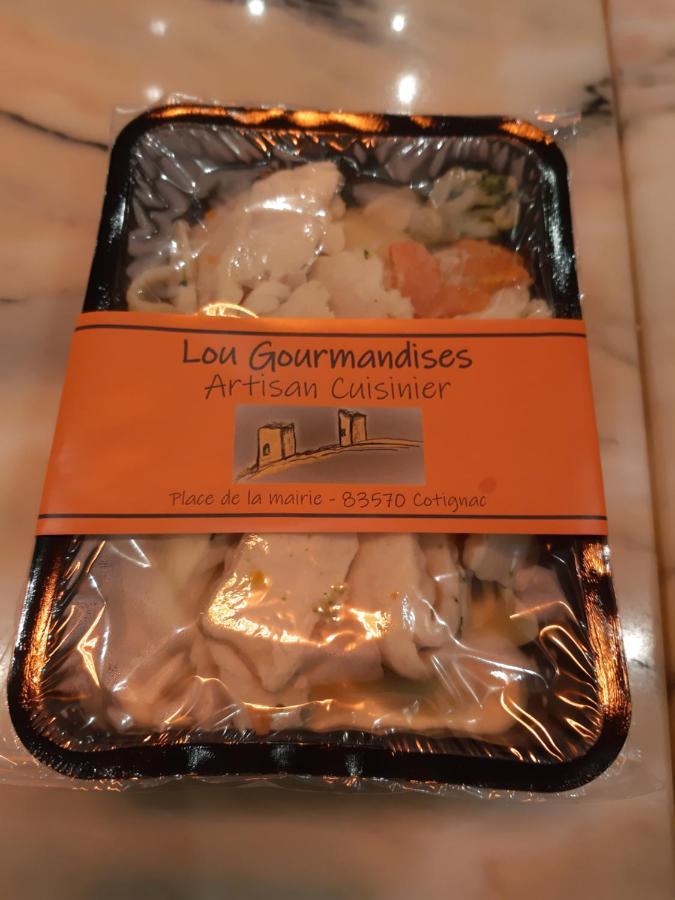 Lou Gourmandises
Artisan Cuisinier
Place de la mairie - 83570 Cotignac